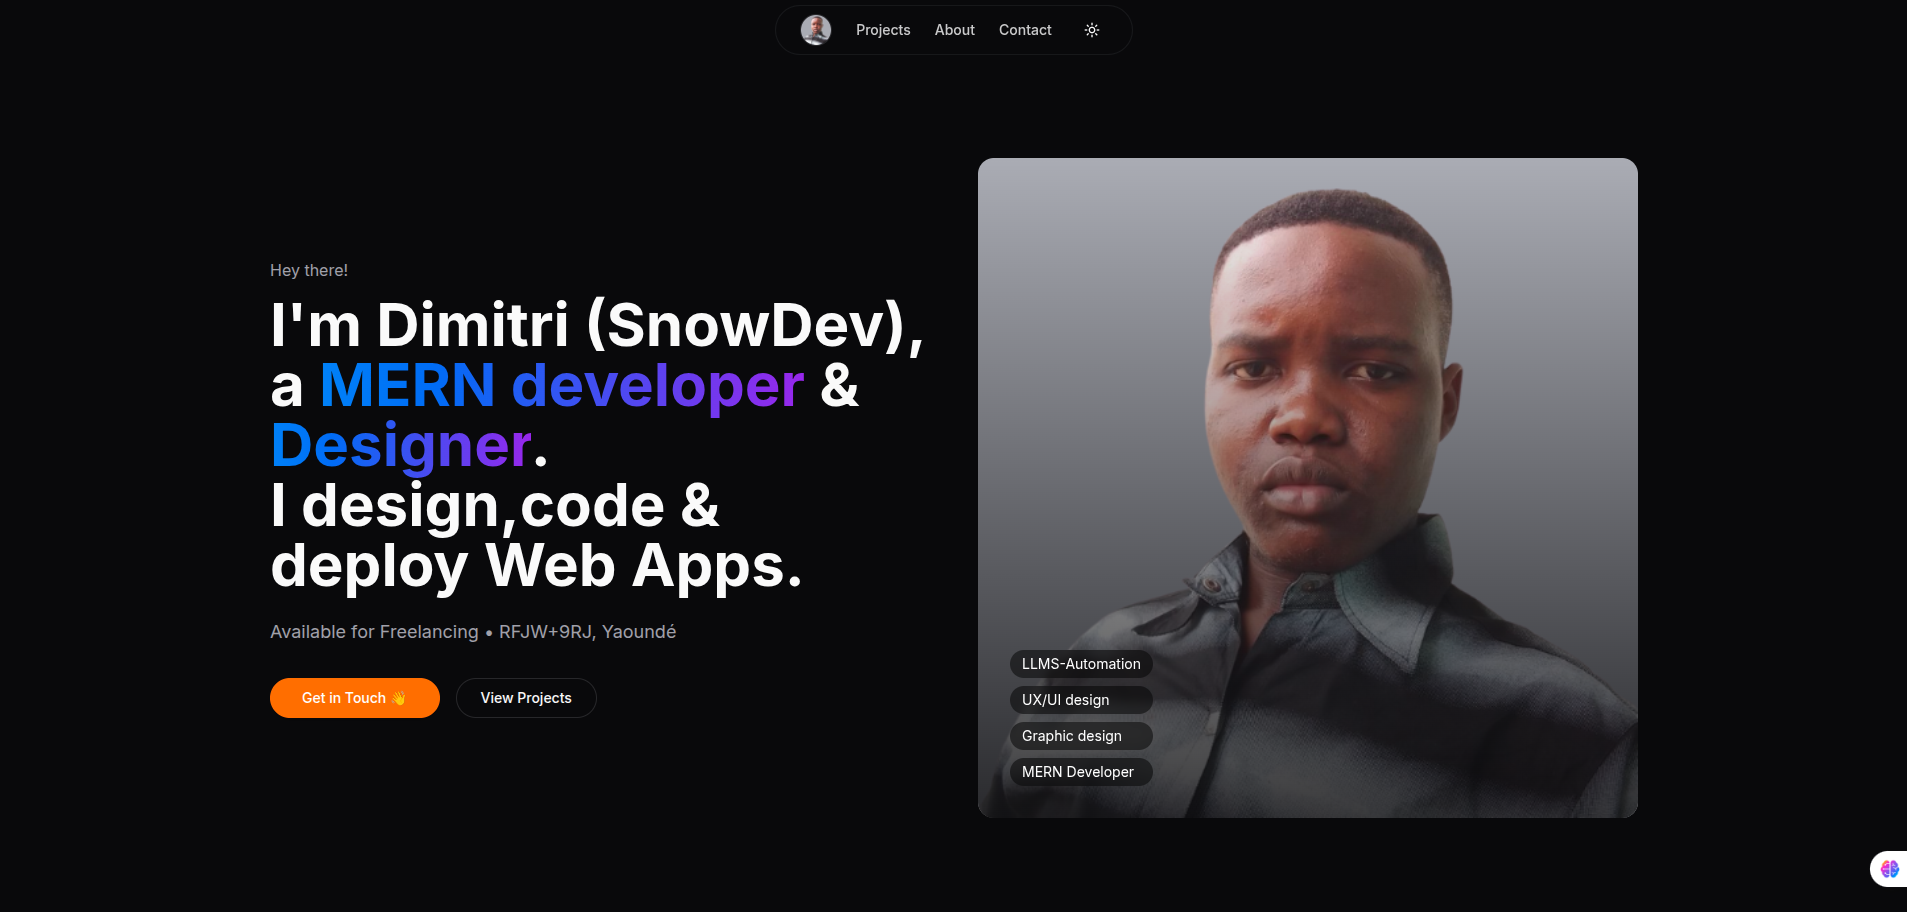 Projects About Contact
Hey there!
I'm Dimitri (SnowDev),
a MERN developer &
Designer.
I design,code &
deploy Web Apps.
Available for Freelancing • RFJW+9RJ, Yaoundé
Get in Touch 👋 View Projects
LLMS-Automation
UX/UI design
Graphic design
MERN Developer